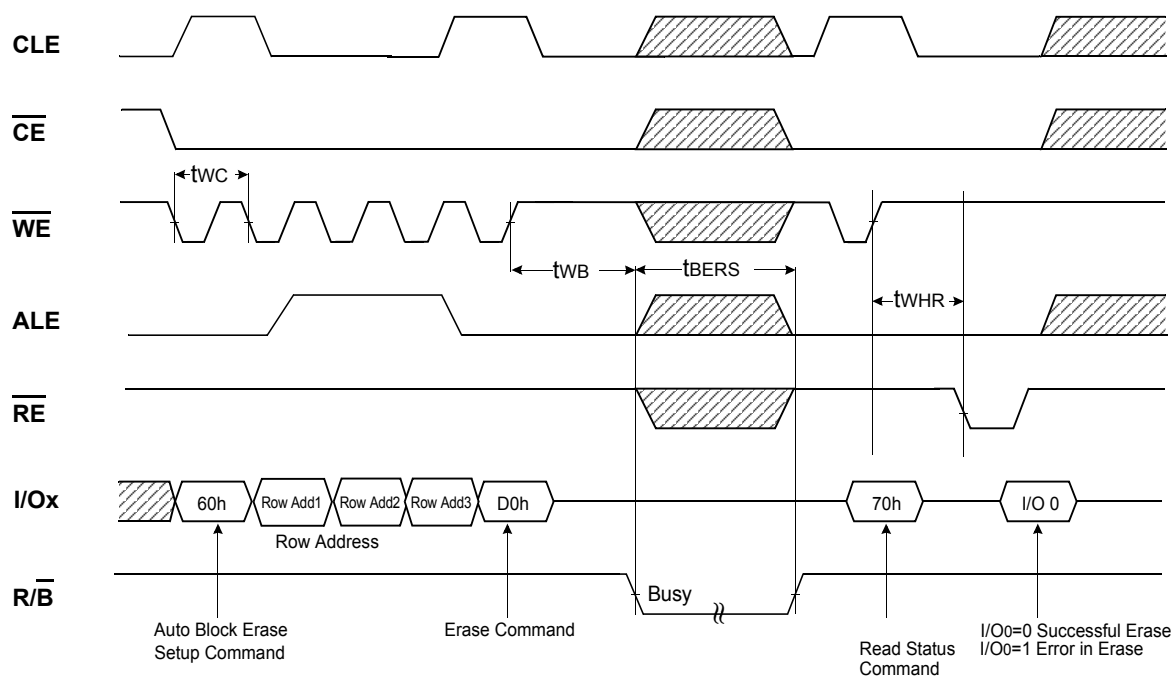 CLE
CE
tWC
WE
tWB
tBERS
tWHR
ALE
RE
I/Ox
60h
Row Add1
Row Add2
Row Add3
D0h
70h
I/O 0
Row Address
R/B
Busy
Auto Block Erase
Setup Command
Erase Command
Read Status
Command
I/O0=0 Successful Erase
I/O0=1 Error in Erase